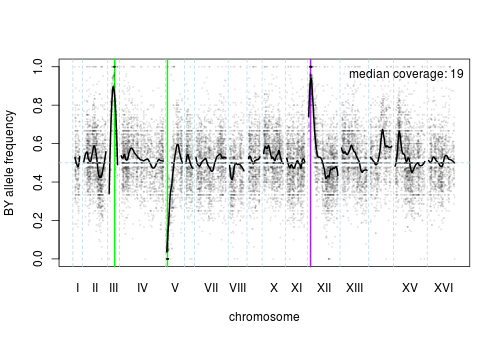 median coverage: 19
BY allele frequency
1.0
0.8
0.6
0.4
0.2
0.0
I II III IV V VII VIII X XI XII XIII XV XVI
chromosome